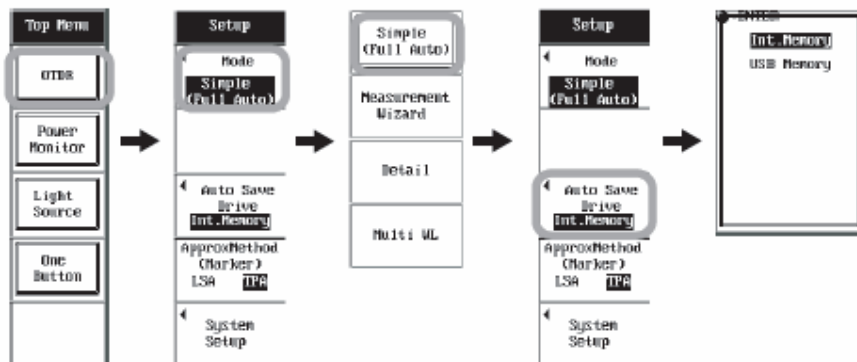 Top Menu
OTDR
Power
Monitor
Light
Source
One
Button
Setup
Mode
Simple
(Full Auto)
Auto Save
Drive
Int.Memory
ApproxMethod
(Marker)
LSA TPA
System
Setup
Simple
(Full Auto)
Measurement
Wizard
Detail
Multi WL
Setup
Mode
Simple
(Full Auto)
Auto Save
Drive
Int.Memory
ApproxMethod
(Marker)
LSA TPA
System
Setup
ENTER
Int.Memory
USB Memory